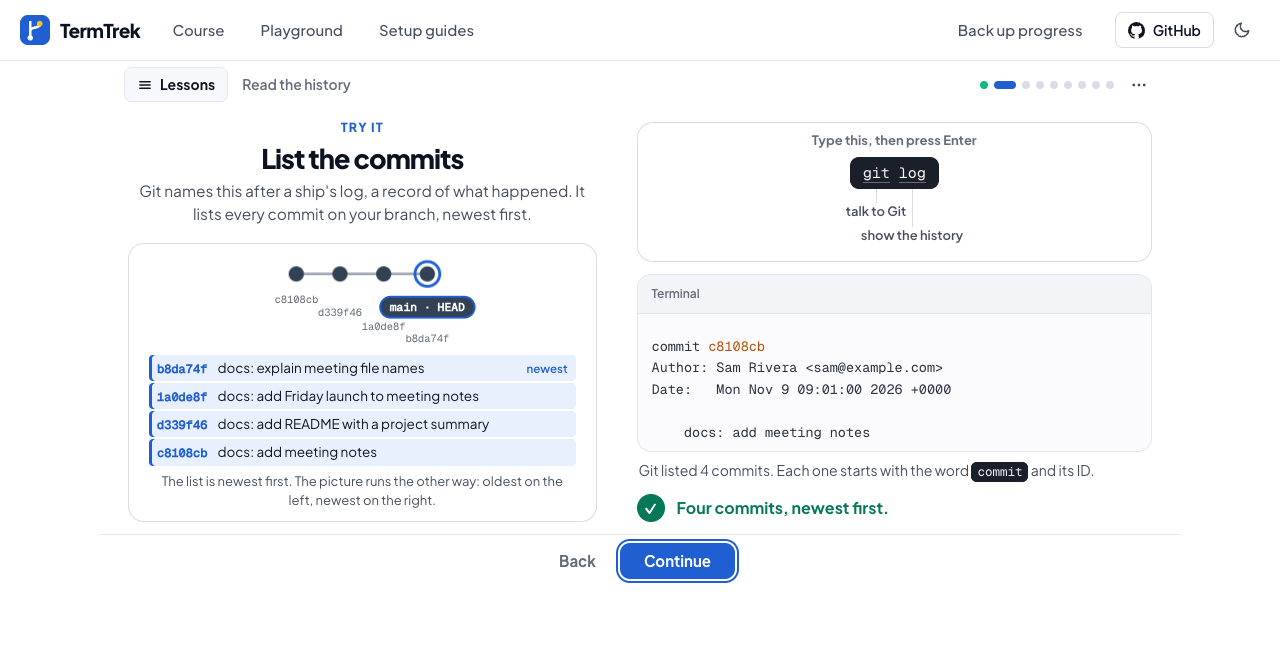 TermTrek
Course
Playground
Setup guides
Back up progress
GitHub
Lessons
Read the history
TRY IT
List the commits
Git names this after a ship's log, a record of what happened. It
lists every commit on your branch, newest first.
c8108cb
d339f46
main · HEAD
1a0de8f
b8da74f
b8da74f docs: explain meeting file names newest
1a0de8f docs: add Friday launch to meeting notes
d339f46 docs: add README with a project summary
c8108cb docs: add meeting notes
The list is newest first. The picture runs the other way: oldest on the
left, newest on the right.
Type this, then press Enter
git log
talk to Git
show the history
Terminal
commit c8108cb
Author: Sam Rivera <sam@example.com>
Date:   Mon Nov 9 09:01:00 2026 +0000
docs: add meeting notes
Git listed 4 commits. Each one starts with the word commit and its ID.
Four commits, newest first.
Back
Continue